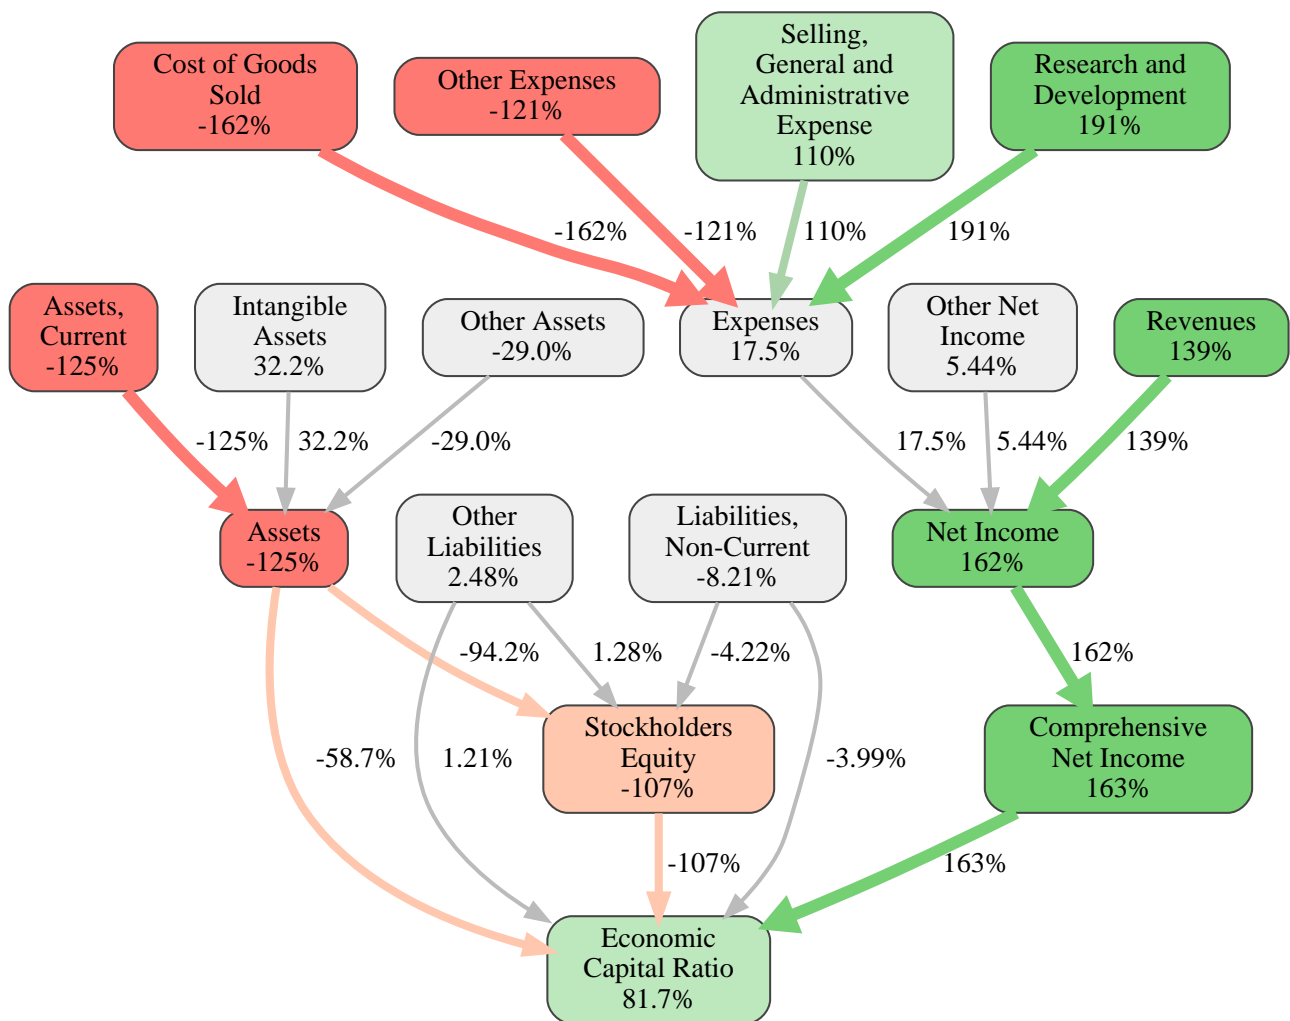 Cost of Goods
Sold
-162%
Other Expenses
-121%
Selling,
General and
Administrative
Expense
110%
Research and
Development
191%
-162%
-121%
110%
191%
Assets,
Current
-125%
Intangible
Assets
32.2%
Other Assets
-29.0%
Expenses
17.5%
Other Net
Income
5.44%
Revenues
139%
-125%
32.2%
-29.0%
17.5%
5.44%
139%
Assets
-125%
Other
Liabilities
2.48%
Liabilities,
Non-Current
-8.21%
Net Income
162%
-94.2%
1.28%
-4.22%
162%
-58.7%
1.21%
Stockholders
Equity
-107%
-3.99%
Comprehensive
Net Income
163%
-107%
163%
Economic
Capital Ratio
81.7%